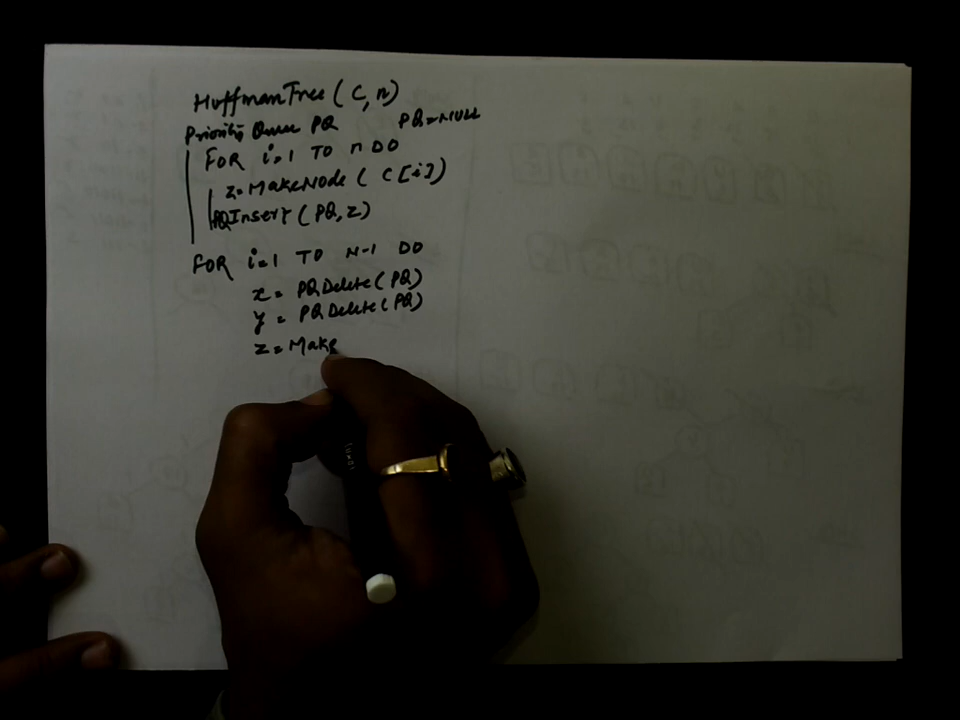 HuffmanTree (C, n)
Priority Queue PQ PQ=NULL
FOR i=1 TO n DO
z=MakeNode ( C[i])
PQInsert (PQ, z)
FOR i=1 TO N-1 DO
x = PQDelete(PQ)
y = PQDelete(PQ)
z=Make